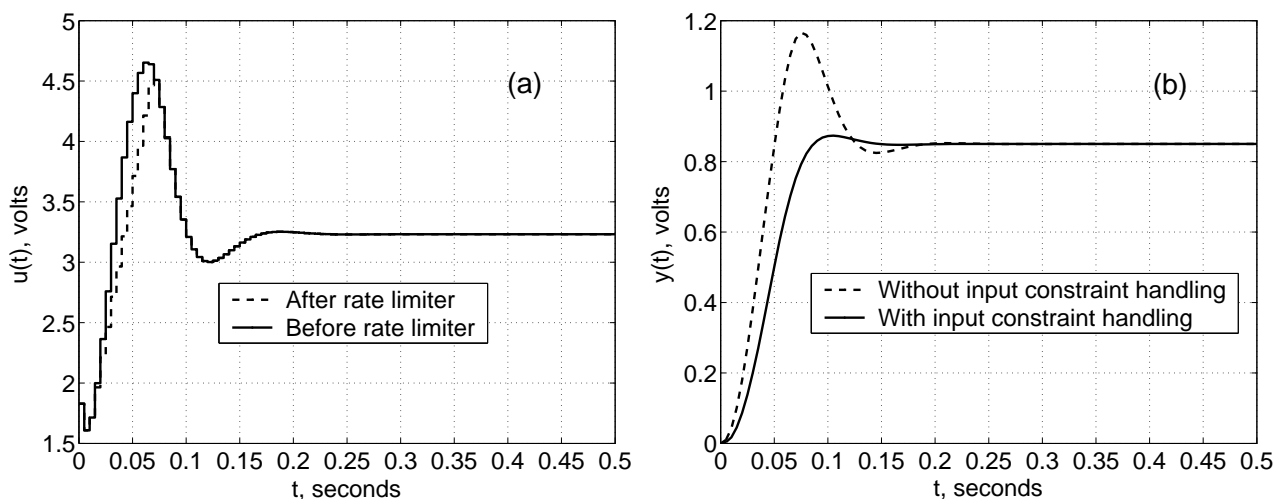 5
4.5
4
3.5
3
2.5
2
1.5
u(t), volts
(a)
After rate limiter
Before rate limiter
0 0.05 0.1 0.15 0.2 0.25 0.3 0.35 0.4 0.45 0.5
t, seconds
1.2
1
0.8
0.6
0.4
0.2
0
y(t), volts
(b)
Without input constraint handling
With input constraint handling
0 0.05 0.1 0.15 0.2 0.25 0.3 0.35 0.4 0.45 0.5
t, seconds